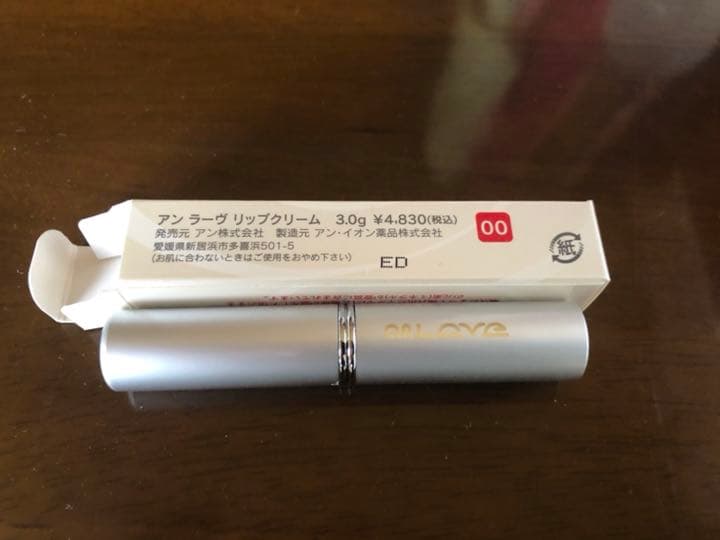 アン ラーヴ リップクリーム 3.0g ¥4,830(税込)
00
発売元 アン株式会社 製造元 アン・イオン薬品株式会社
愛媛県新居浜市多喜浜501-5
(お肌に合わないときはご使用をおやめ下さい)
ED
紙